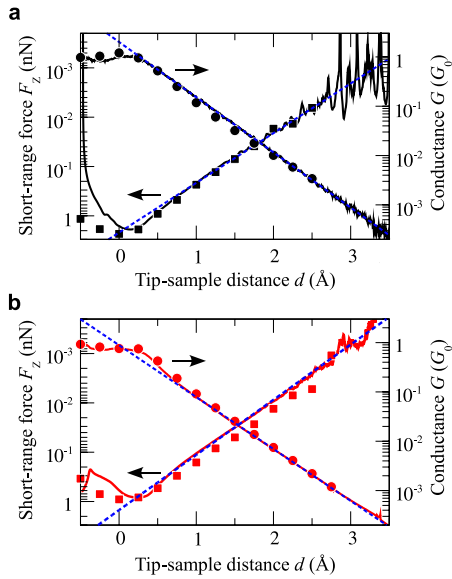 a
Short-range force F_Z (nN)
10⁻³
10⁻²
10⁻¹
1
1
10⁻¹
10⁻²
10⁻³
Conductance G (G₀)
0 1 2 3
Tip-sample distance d (Å)
b
Short-range force F_Z (nN)
10⁻³
10⁻²
10⁻¹
1
1
10⁻¹
10⁻²
10⁻³
Conductance G (G₀)
0 1 2 3
Tip-sample distance d (Å)